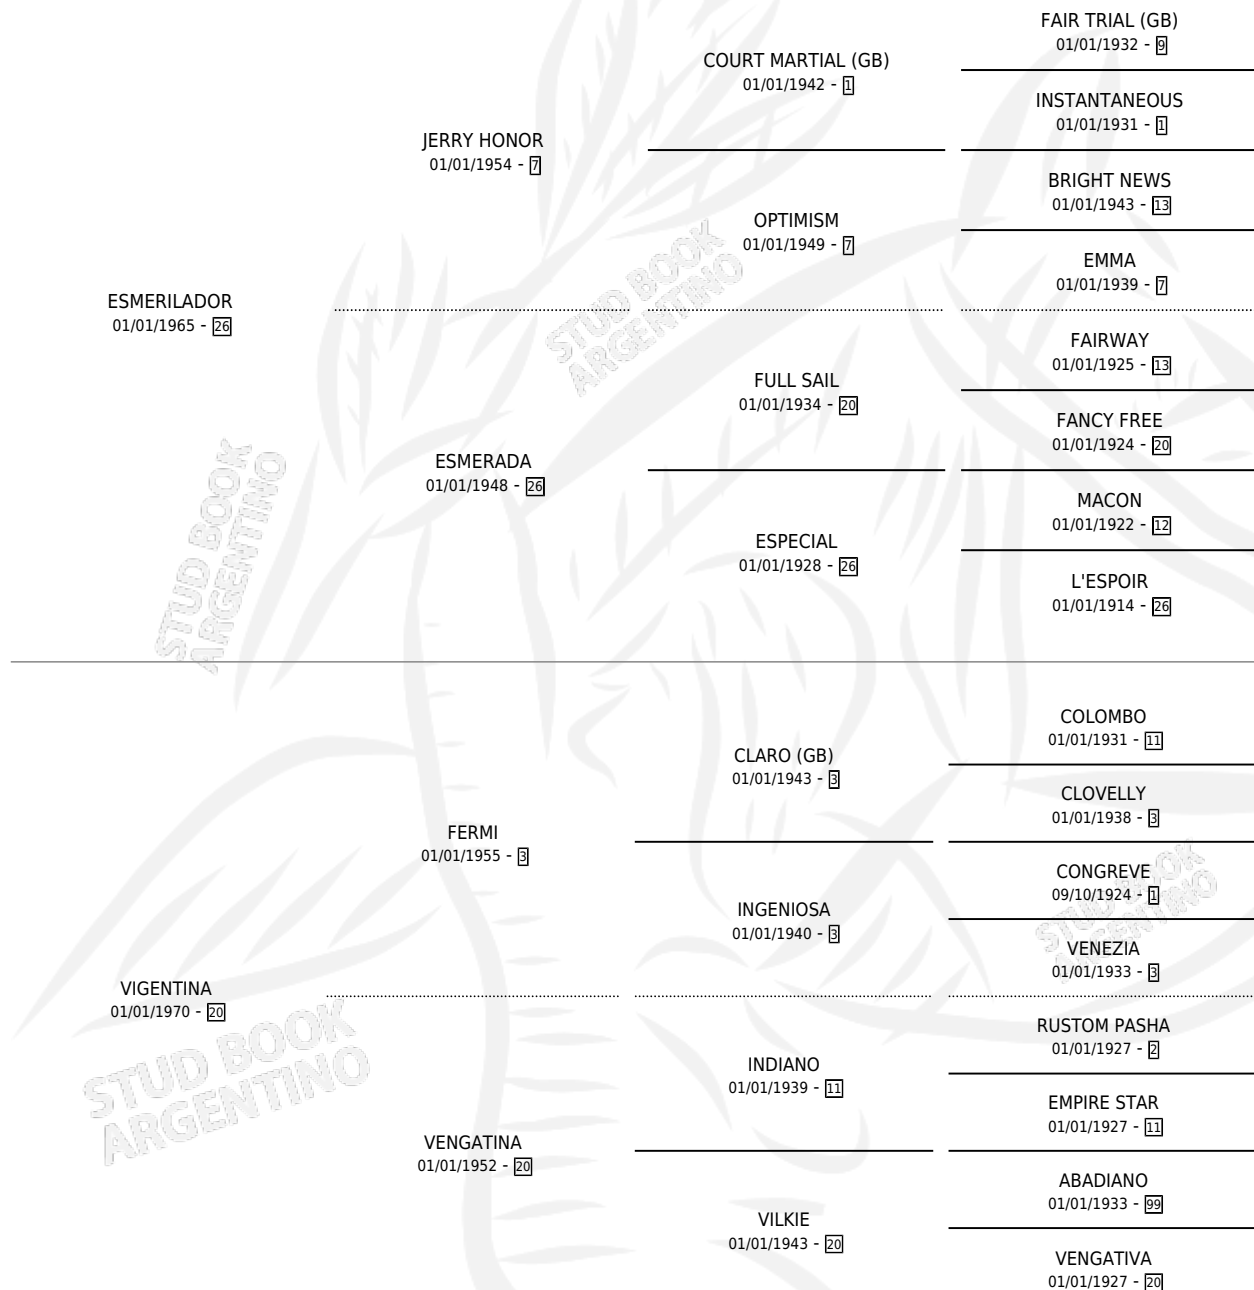 FAIR TRIAL (GB)
01/01/1932 - 9
COURT MARTIAL (GB)
01/01/1942 - 1
INSTANTANEOUS
01/01/1931 - 1
JERRY HONOR
01/01/1954 - 7
BRIGHT NEWS
01/01/1943 - 13
OPTIMISM
01/01/1949 - 7
EMMA
01/01/1939 - 7
ESMERILADOR
01/01/1965 - 26
FAIRWAY
01/01/1925 - 13
FULL SAIL
01/01/1934 - 20
FANCY FREE
01/01/1924 - 20
ESMERADA
01/01/1948 - 26
MACON
01/01/1922 - 12
ESPECIAL
01/01/1928 - 26
L'ESPOIR
01/01/1914 - 26
COLOMBO
01/01/1931 - 11
CLARO (GB)
01/01/1943 - 3
CLOVELLY
01/01/1938 - 3
FERMI
01/01/1955 - 3
CONGREVE
09/10/1924 - 1
INGENIOSA
01/01/1940 - 3
VENEZIA
01/01/1933 - 3
VIGENTINA
01/01/1970 - 20
RUSTOM PASHA
01/01/1927 - 2
INDIANO
01/01/1939 - 11
EMPIRE STAR
01/01/1927 - 11
VENGATINA
01/01/1952 - 20
ABADIANO
01/01/1933 - 99
VILKIE
01/01/1943 - 20
VENGATIVA
01/01/1927 - 20
STUD BOOK
ARGENTINO
STUD BOOK
ARGENTINO
STUD BOOK
ARGENTINO
STUD BOOK
ARGENTINO